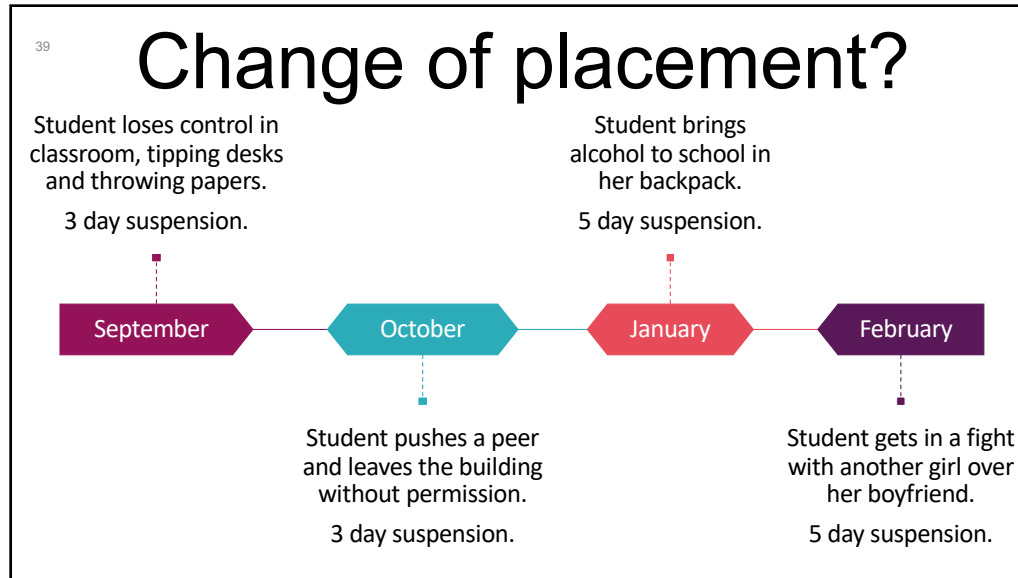 39
Change of placement?
Student loses control in
classroom, tipping desks
and throwing papers.
3 day suspension.
Student brings
alcohol to school in
her backpack.
5 day suspension.
September
October
January
February
Student pushes a peer
and leaves the building
without permission.
3 day suspension.
Student gets in a fight
with another girl over
her boyfriend.
5 day suspension.